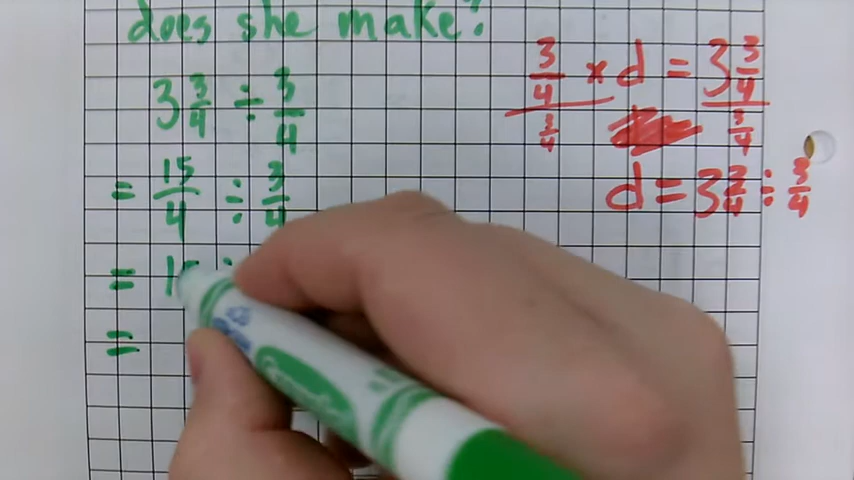 does she make?
3 3/4 ÷ 3/4
= 15/4 ÷ 3/4
= 15 ÷
=
3/4 × d = 3 3/4
3/4 3/4
d = 3 3/4 ÷ 3/4